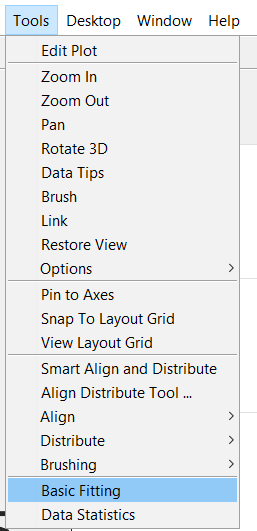 Tools Desktop Window Help
Edit Plot
Zoom In
Zoom Out
Pan
Rotate 3D
Data Tips
Brush
Link
Restore View
Options
Pin to Axes
Snap To Layout Grid
View Layout Grid
Smart Align and Distribute
Align Distribute Tool ...
Align
Distribute
Brushing
Basic Fitting
Data Statistics